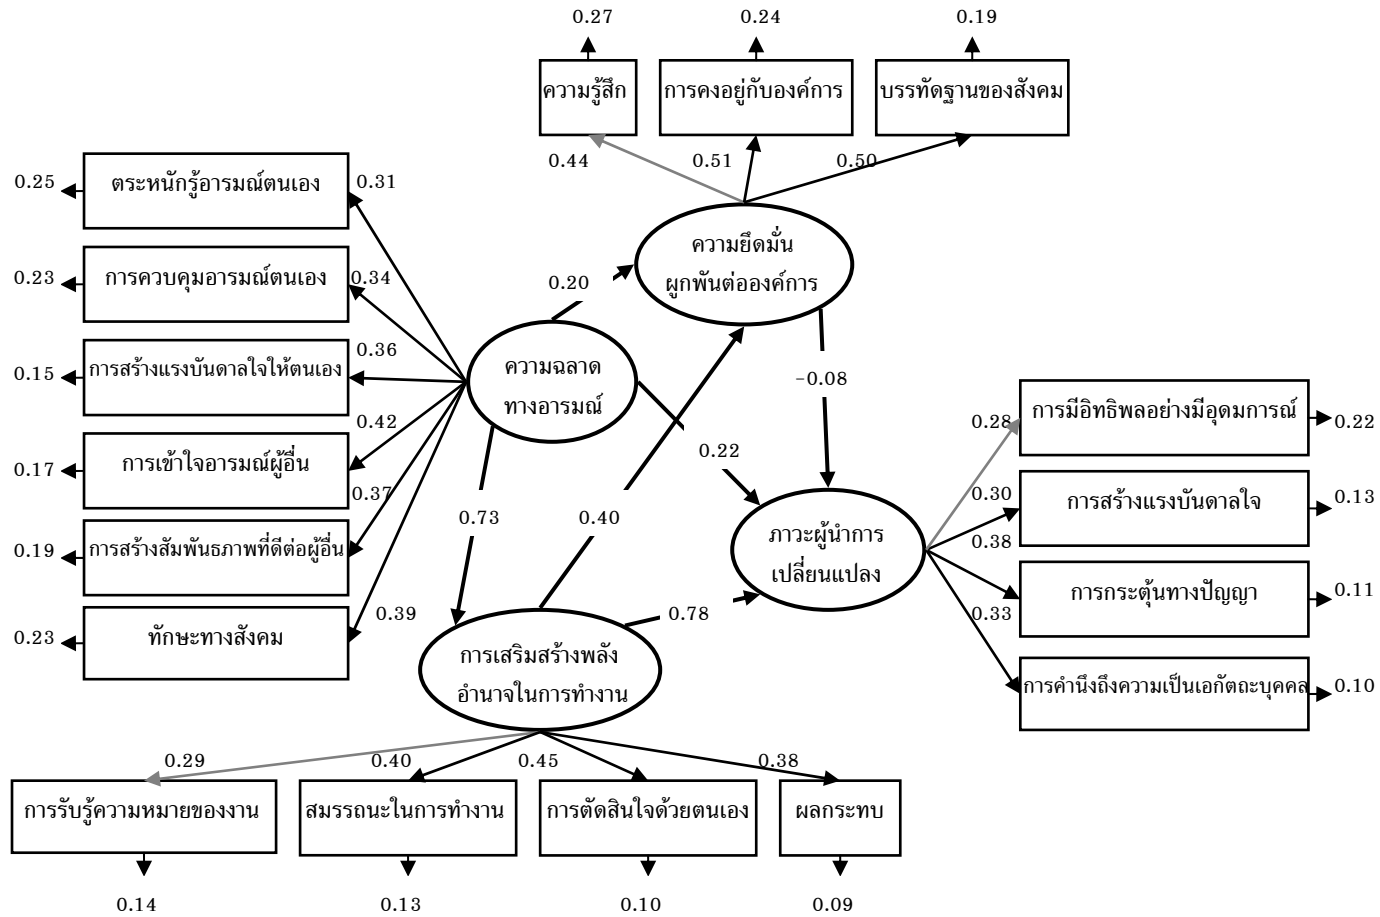 0.27
0.24
0.19
ความรู้สึก
การคงอยู่กับองค์การ
บรรทัดฐานของสังคม
0.44
0.51
0.50
0.25
ตระหนักรู้อารมณ์ตนเอง
0.31
0.23
การควบคุมอารมณ์ตนเอง
0.34
0.15
การสร้างแรงบันดาลใจให้ตนเอง
0.36
0.17
การเข้าใจอารมณ์ผู้อื่น
0.42
0.19
การสร้างสัมพันธภาพที่ดีต่อผู้อื่น
0.37
0.23
ทักษะทางสังคม
0.39
ความยึดมั่น
ผูกพันต่อองค์การ
0.20
ความฉลาด
ทางอารมณ์
-0.08
0.22
0.73
0.40
0.78
ภาวะผู้นำการ
เปลี่ยนแปลง
การเสริมสร้างพลัง
อำนาจในการทำงาน
0.28
การมีอิทธิพลอย่างมีอุดมการณ์
0.22
0.30
การสร้างแรงบันดาลใจ
0.13
0.38
การกระตุ้นทางปัญญา
0.11
0.33
การคำนึงถึงความเป็นเอกัตถะบุคคล
0.10
0.29
0.40
0.45
0.38
การรับรู้ความหมายของงาน
สมรรถนะในการทำงาน
การตัดสินใจด้วยตนเอง
ผลกระทบ
0.14
0.13
0.10
0.09